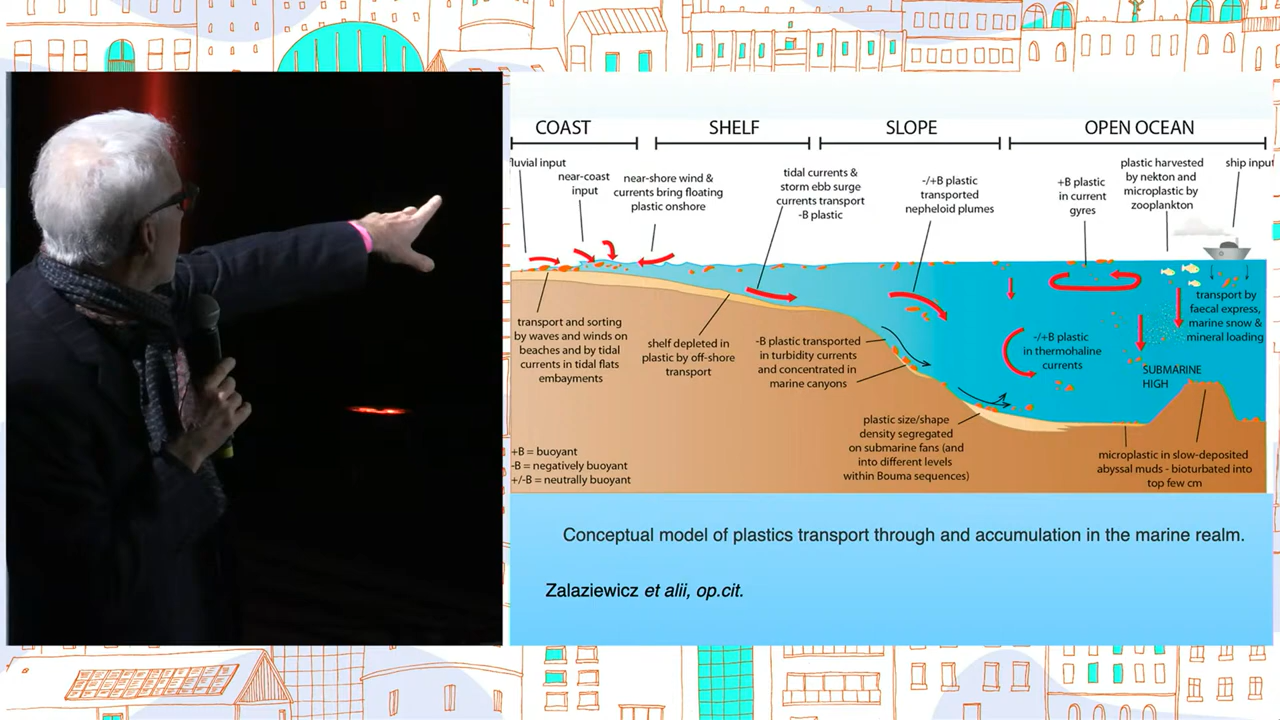 COAST
SHELF
SLOPE
OPEN OCEAN
fluvial input
near-coast
input
near-shore wind &
currents bring floating
plastic onshore
tidal currents &
storm ebb surge
currents transport
-B plastic
-/+B plastic
transported
nepheloid plumes
+B plastic
in current
gyres
plastic harvested
by nekton and
microplastic by
zooplankton
ship input
transport and sorting
by waves and winds on
beaches and by tidal
currents in tidal flats
embayments
shelf depleted in
plastic by off-shore
transport
-B plastic transported
in turbidity currents
and concentrated in
marine canyons
plastic size/shape
density segregated
on submarine fans (and
into different levels
within Bouma sequences)
-/+B plastic
in thermohaline
currents
transport by
faecal express,
marine snow &
mineral loading
SUBMARINE
HIGH
microplastic in slow-deposited
abyssal muds - bioturbated into
top few cm
+B = buoyant
-B = negatively buoyant
+/-B = neutrally buoyant
Conceptual model of plastics transport through and accumulation in the marine realm.
Zalaziewicz et alii, op.cit.